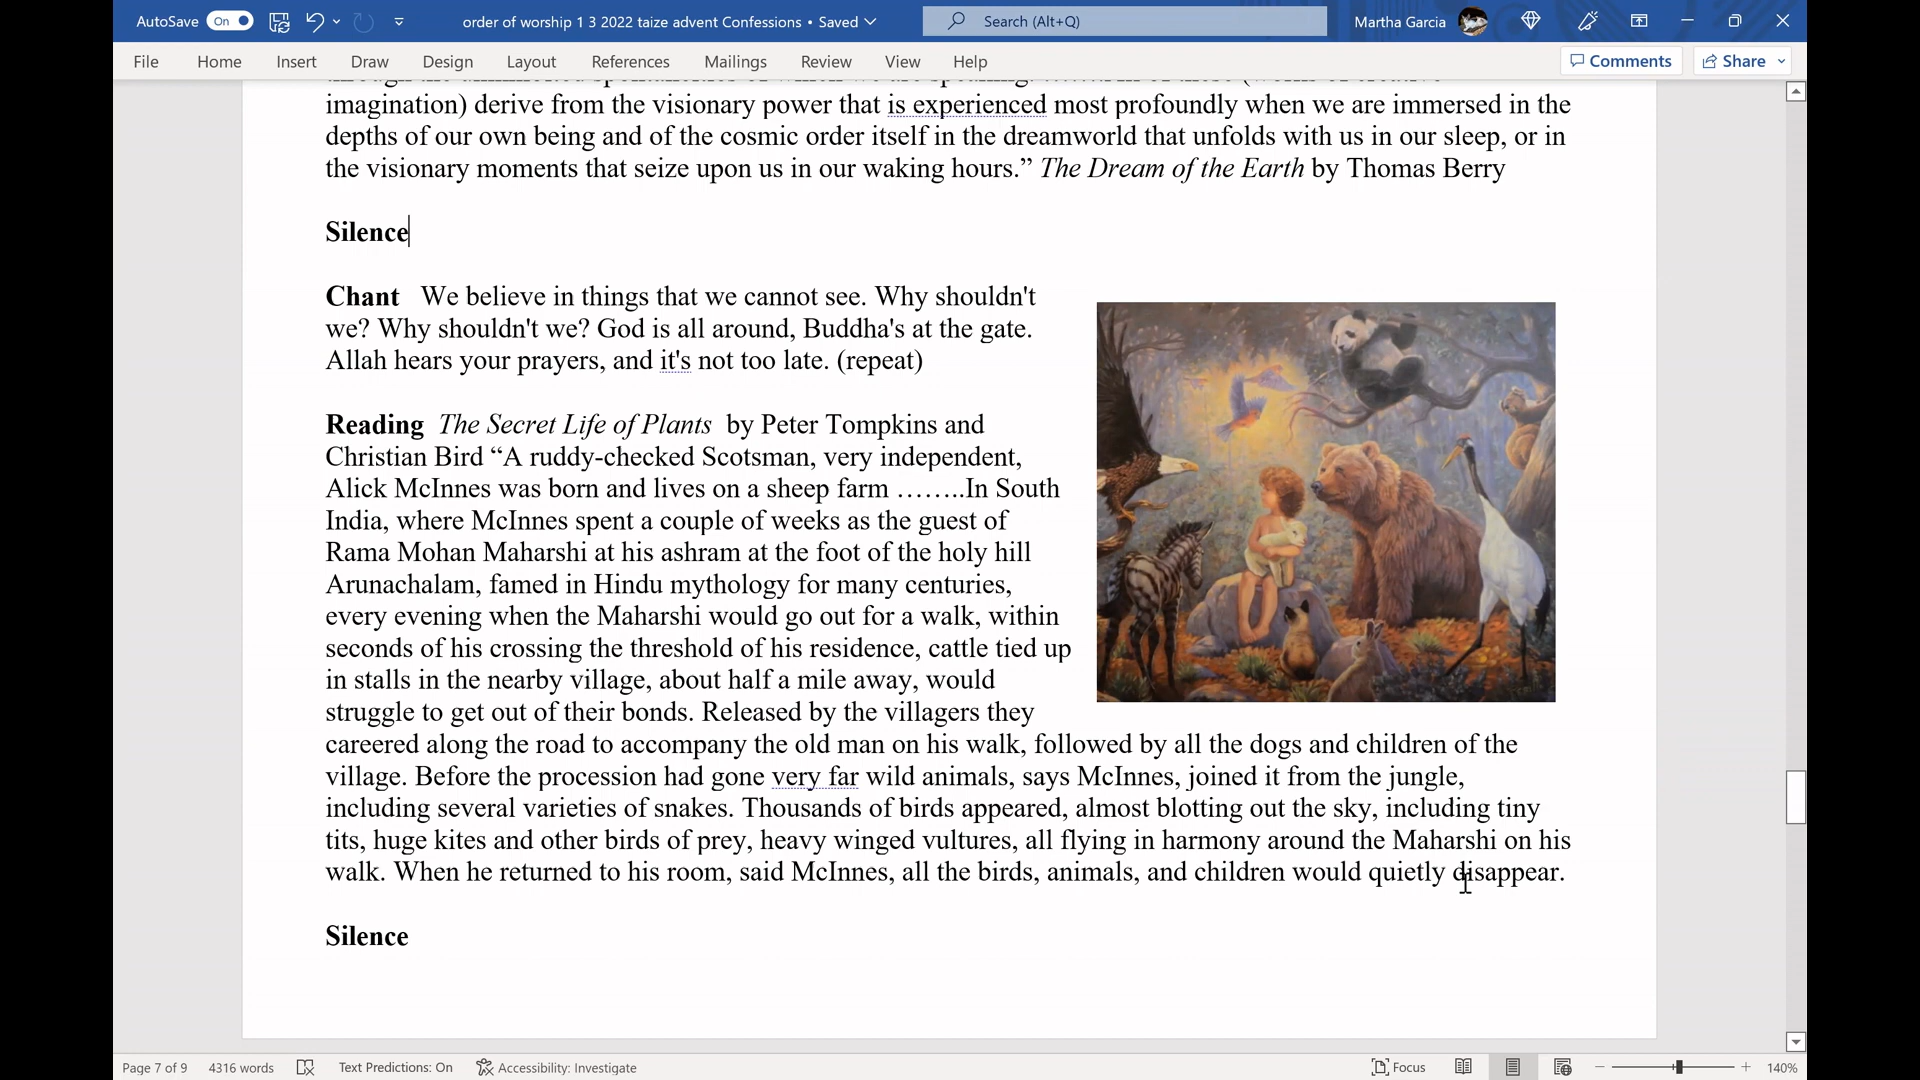 AutoSave On order of worship 1 3 2022 taize advent Confessions • Saved Search (Alt+Q) Martha Garcia
File Home Insert Draw Design Layout References Mailings Review View Help Comments Share
imagination) derive from the visionary power that is experienced most profoundly when we are immersed in the
depths of our own being and of the cosmic order itself in the dreamworld that unfolds with us in our sleep, or in
the visionary moments that seize upon us in our waking hours.” The Dream of the Earth by Thomas Berry
Silence
Chant We believe in things that we cannot see. Why shouldn't
we? Why shouldn't we? God is all around, Buddha's at the gate.
Allah hears your prayers, and it's not too late. (repeat)
Reading The Secret Life of Plants by Peter Tompkins and
Christian Bird “A ruddy-checked Scotsman, very independent,
Alick McInnes was born and lives on a sheep farm ……..In South
India, where McInnes spent a couple of weeks as the guest of
Rama Mohan Maharshi at his ashram at the foot of the holy hill
Arunachalam, famed in Hindu mythology for many centuries,
every evening when the Maharshi would go out for a walk, within
seconds of his crossing the threshold of his residence, cattle tied up
in stalls in the nearby village, about half a mile away, would
struggle to get out of their bonds. Released by the villagers they
careered along the road to accompany the old man on his walk, followed by all the dogs and children of the
village. Before the procession had gone very far wild animals, says McInnes, joined it from the jungle,
including several varieties of snakes. Thousands of birds appeared, almost blotting out the sky, including tiny
tits, huge kites and other birds of prey, heavy winged vultures, all flying in harmony around the Maharshi on his
walk. When he returned to his room, said McInnes, all the birds, animals, and children would quietly disappear.
Silence
Page 7 of 9 4316 words Text Predictions: On Accessibility: Investigate Focus 140%